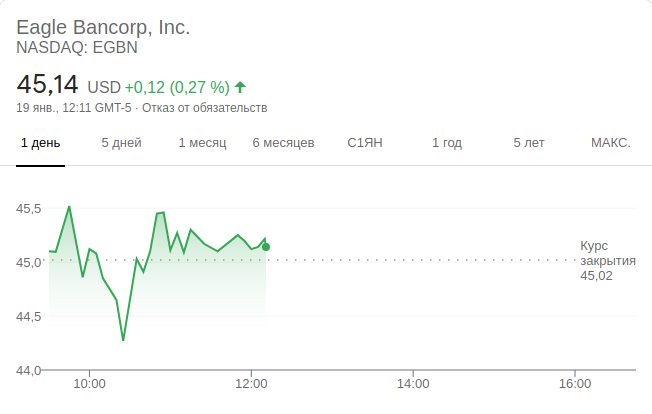 Eagle Bancorp, Inc.
NASDAQ: EGBN
45,14 USD +0,12 (0,27 %)
19 янв., 12:11 GMT-5 · Отказ от обязательств
1 день 5 дней 1 месяц 6 месяцев С1ЯН 1 год 5 лет МАКС.
45,5
45,0
44,5
44,0
Курс
закрытия
45,02
10:00 12:00 14:00 16:00